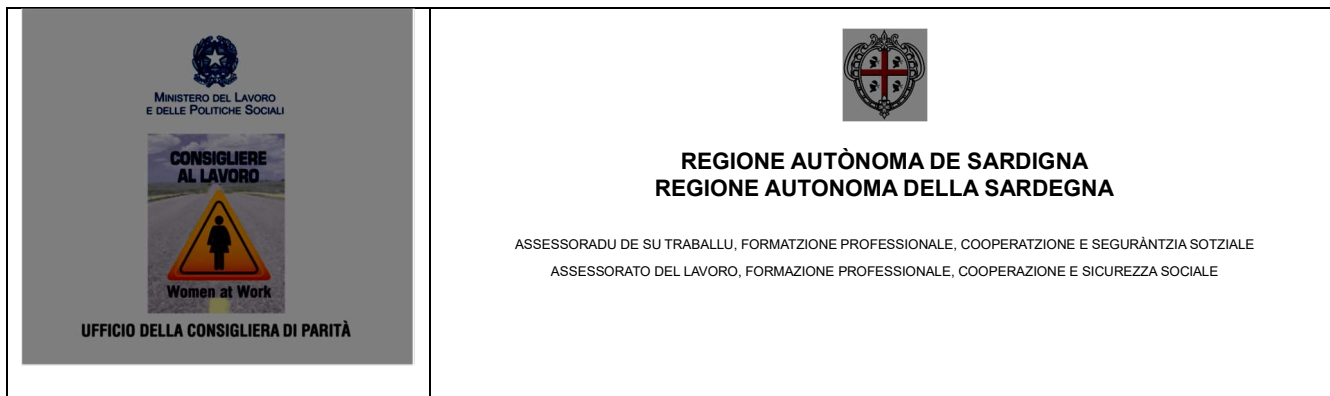 MINISTERO DEL LAVORO
E DELLE POLITICHE SOCIALI
CONSIGLIERE
AL LAVORO
Women at Work
UFFICIO DELLA CONSIGLIERA DI PARITÀ
REGIONE AUTÒNOMA DE SARDIGNA
REGIONE AUTONOMA DELLA SARDEGNA
ASSESSORADU DE SU TRABALLU, FORMATZIONE PROFESSIONALE, COOPERATZIONE E SEGURÀNTZIA SOTZIALE
ASSESSORATO DEL LAVORO, FORMAZIONE PROFESSIONALE, COOPERAZIONE E SICUREZZA SOCIALE